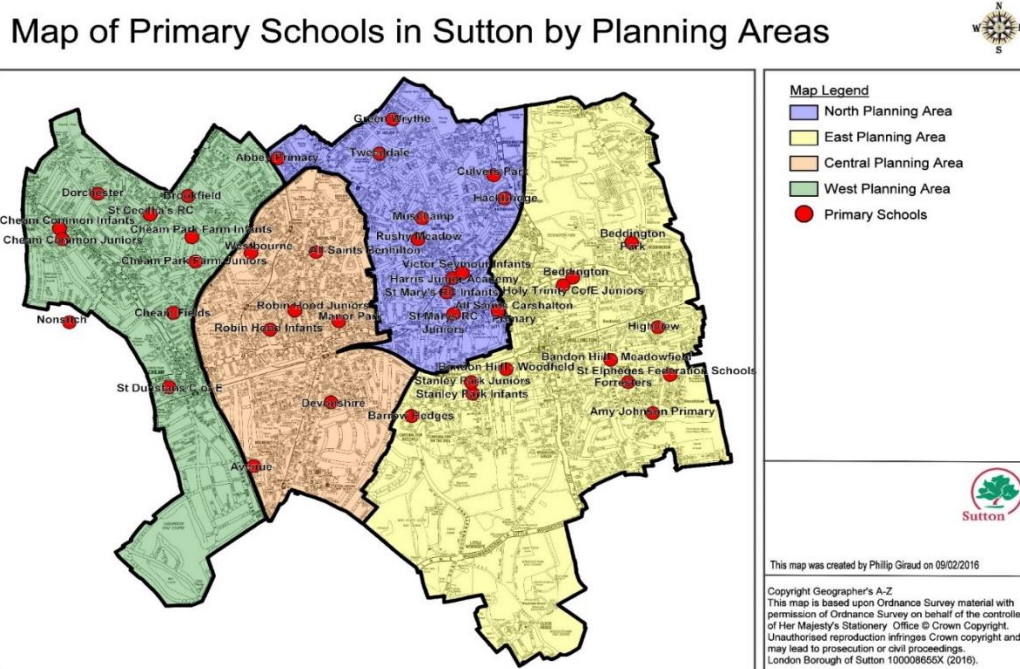 Map of Primary Schools in Sutton by Planning Areas
N
W
S
Map Legend
North Planning Area
East Planning Area
Central Planning Area
West Planning Area
Primary Schools
Green Wrythe
Tweeddale
Abbey Primary
Culvers Park
Hackbridge
Dorchester
Brookfield
St Cecilia's RC
Cheam Common Infants
Cheam Park Farm Infants
Cheam Common Juniors
Muschamp
Rushy Meadow
Westbourne
All Saints Benhilton
Cheam Park Farm Juniors
Beddington
Park
Victor Seymour Infants
Beddington
Harris Junior Academy
Holy Trinity CofE Juniors
St Mary's RC Infants
Robin Hood Juniors
All Saints Carshalton
Primary
Cheam Fields
Manor Park
St Mary's RC
Juniors
Nonsuch
Robin Hood Infants
Highview
Bandon Hill - Meadowfield
Bandon Hill - Woodfield
St Elpheges Federation Schools
Stanley Park Juniors
Foresters
St Dunstans C of E
Stanley Park Infants
Devonshire
Barrow Hedges
Amy Johnson Primary
Avenue
Sutton
This map was created by Philip Giraud on 09/02/2016
Copyright Geographer's A-Z
This map is based upon Ordnance Survey material with
permission of Ordnance Survey on behalf of the controlle
of Her Majesty's Stationery Office © Crown Copyright.
Unauthorised reproduction infringes Crown copyright and
may lead to prosecution or civil proceedings.
London Borough of Sutton 100008655X (2016).